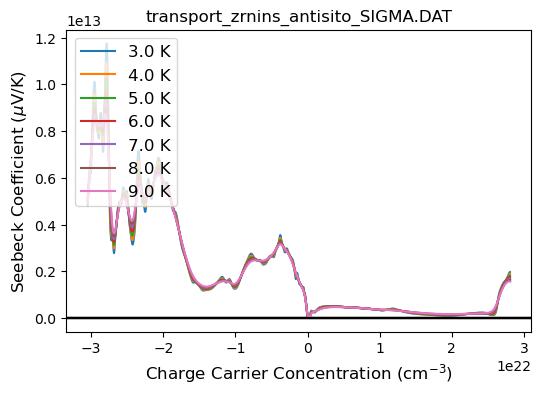 transport_zrnins_antisito_SIGMA.DAT
1e13
1.2
1.0
0.8
0.6
0.4
0.2
0.0
Seebeck Coefficient (μV/K)
3.0 K
4.0 K
5.0 K
6.0 K
7.0 K
8.0 K
9.0 K
−3 −2 −1 0 1 2 3
1e22
Charge Carrier Concentration (cm⁻³)